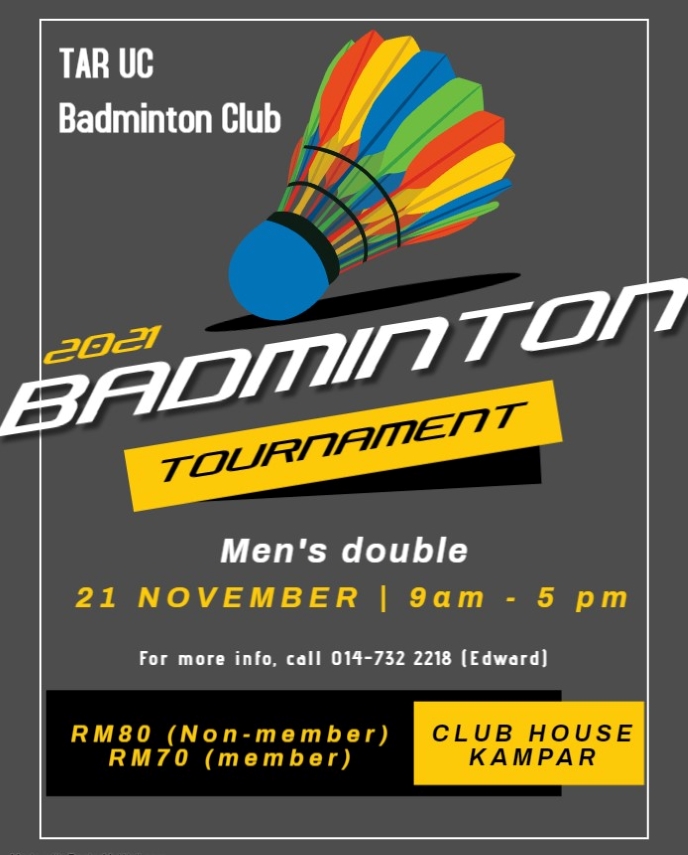 TAR UC
Badminton Club
2021
BADMINTON
TOURNAMENT
Men's double
21 NOVEMBER | 9am - 5 pm
For more info, call 014-732 2218 (Edward)
RM80 (Non-member)
RM70 (member)
CLUB HOUSE
KAMPAR